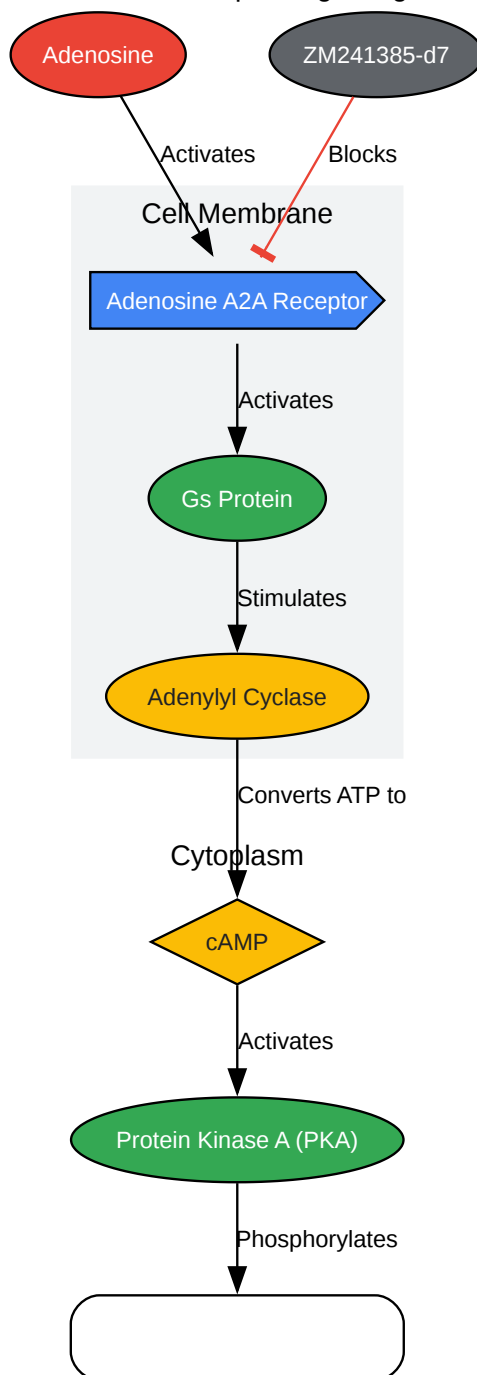 Adenosine
ZM241385-d7
Activates
Blocks
Cell Membrane
Adenosine A2A Receptor
Activates
Gs Protein
Stimulates
Adenylyl Cyclase
Converts ATP to
Cytoplasm
cAMP
Activates
Protein Kinase A (PKA)
Phosphorylates